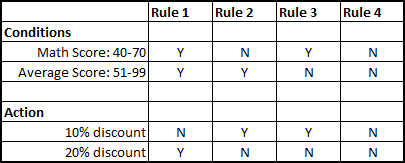 Rule 1 Rule 2 Rule 3 Rule 4
Conditions
Math Score: 40-70 Y N Y N
Average Score: 51-99 Y Y N N
Action
10% discount N Y Y N
20% discount Y N N N